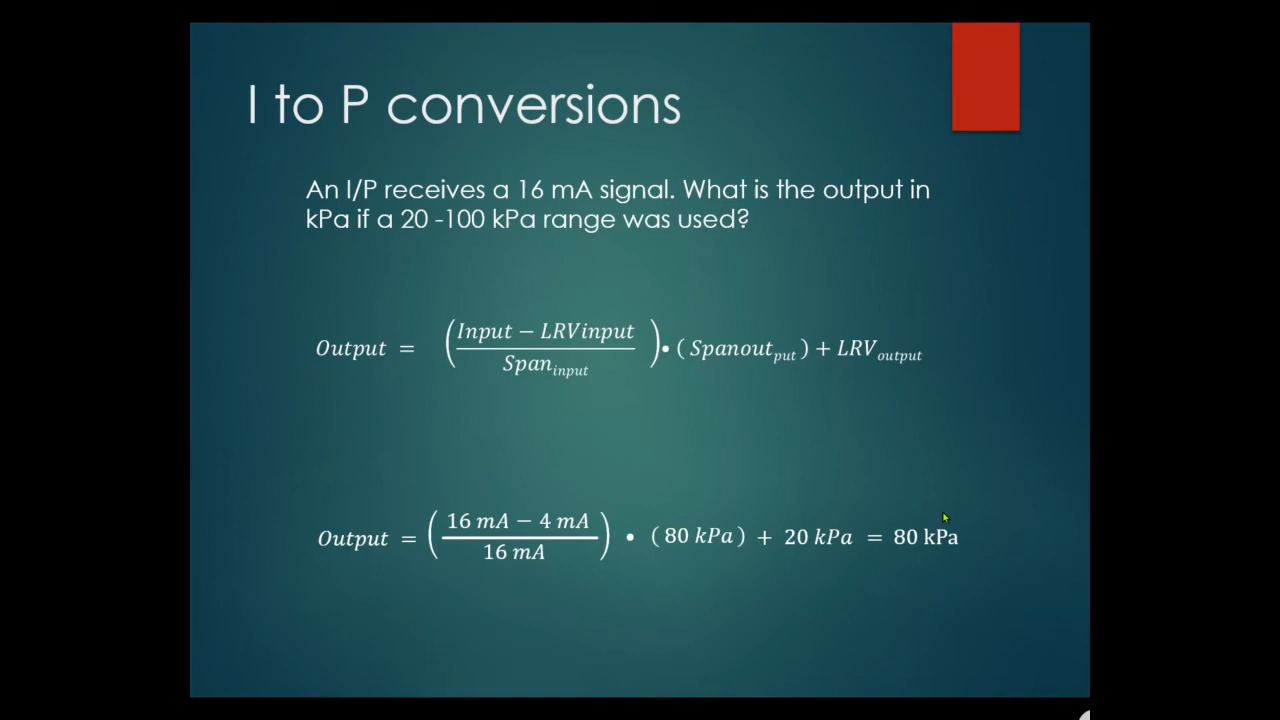 I to P conversions
An I/P receives a 16 mA signal. What is the output in
kPa if a 20 -100 kPa range was used?
Output = (Input − LRVinput / Span_input) • ( Spanout_put ) + LRV_output
Output = (16 mA − 4 mA / 16 mA) • ( 80 kPa ) + 20 kPa = 80 kPa